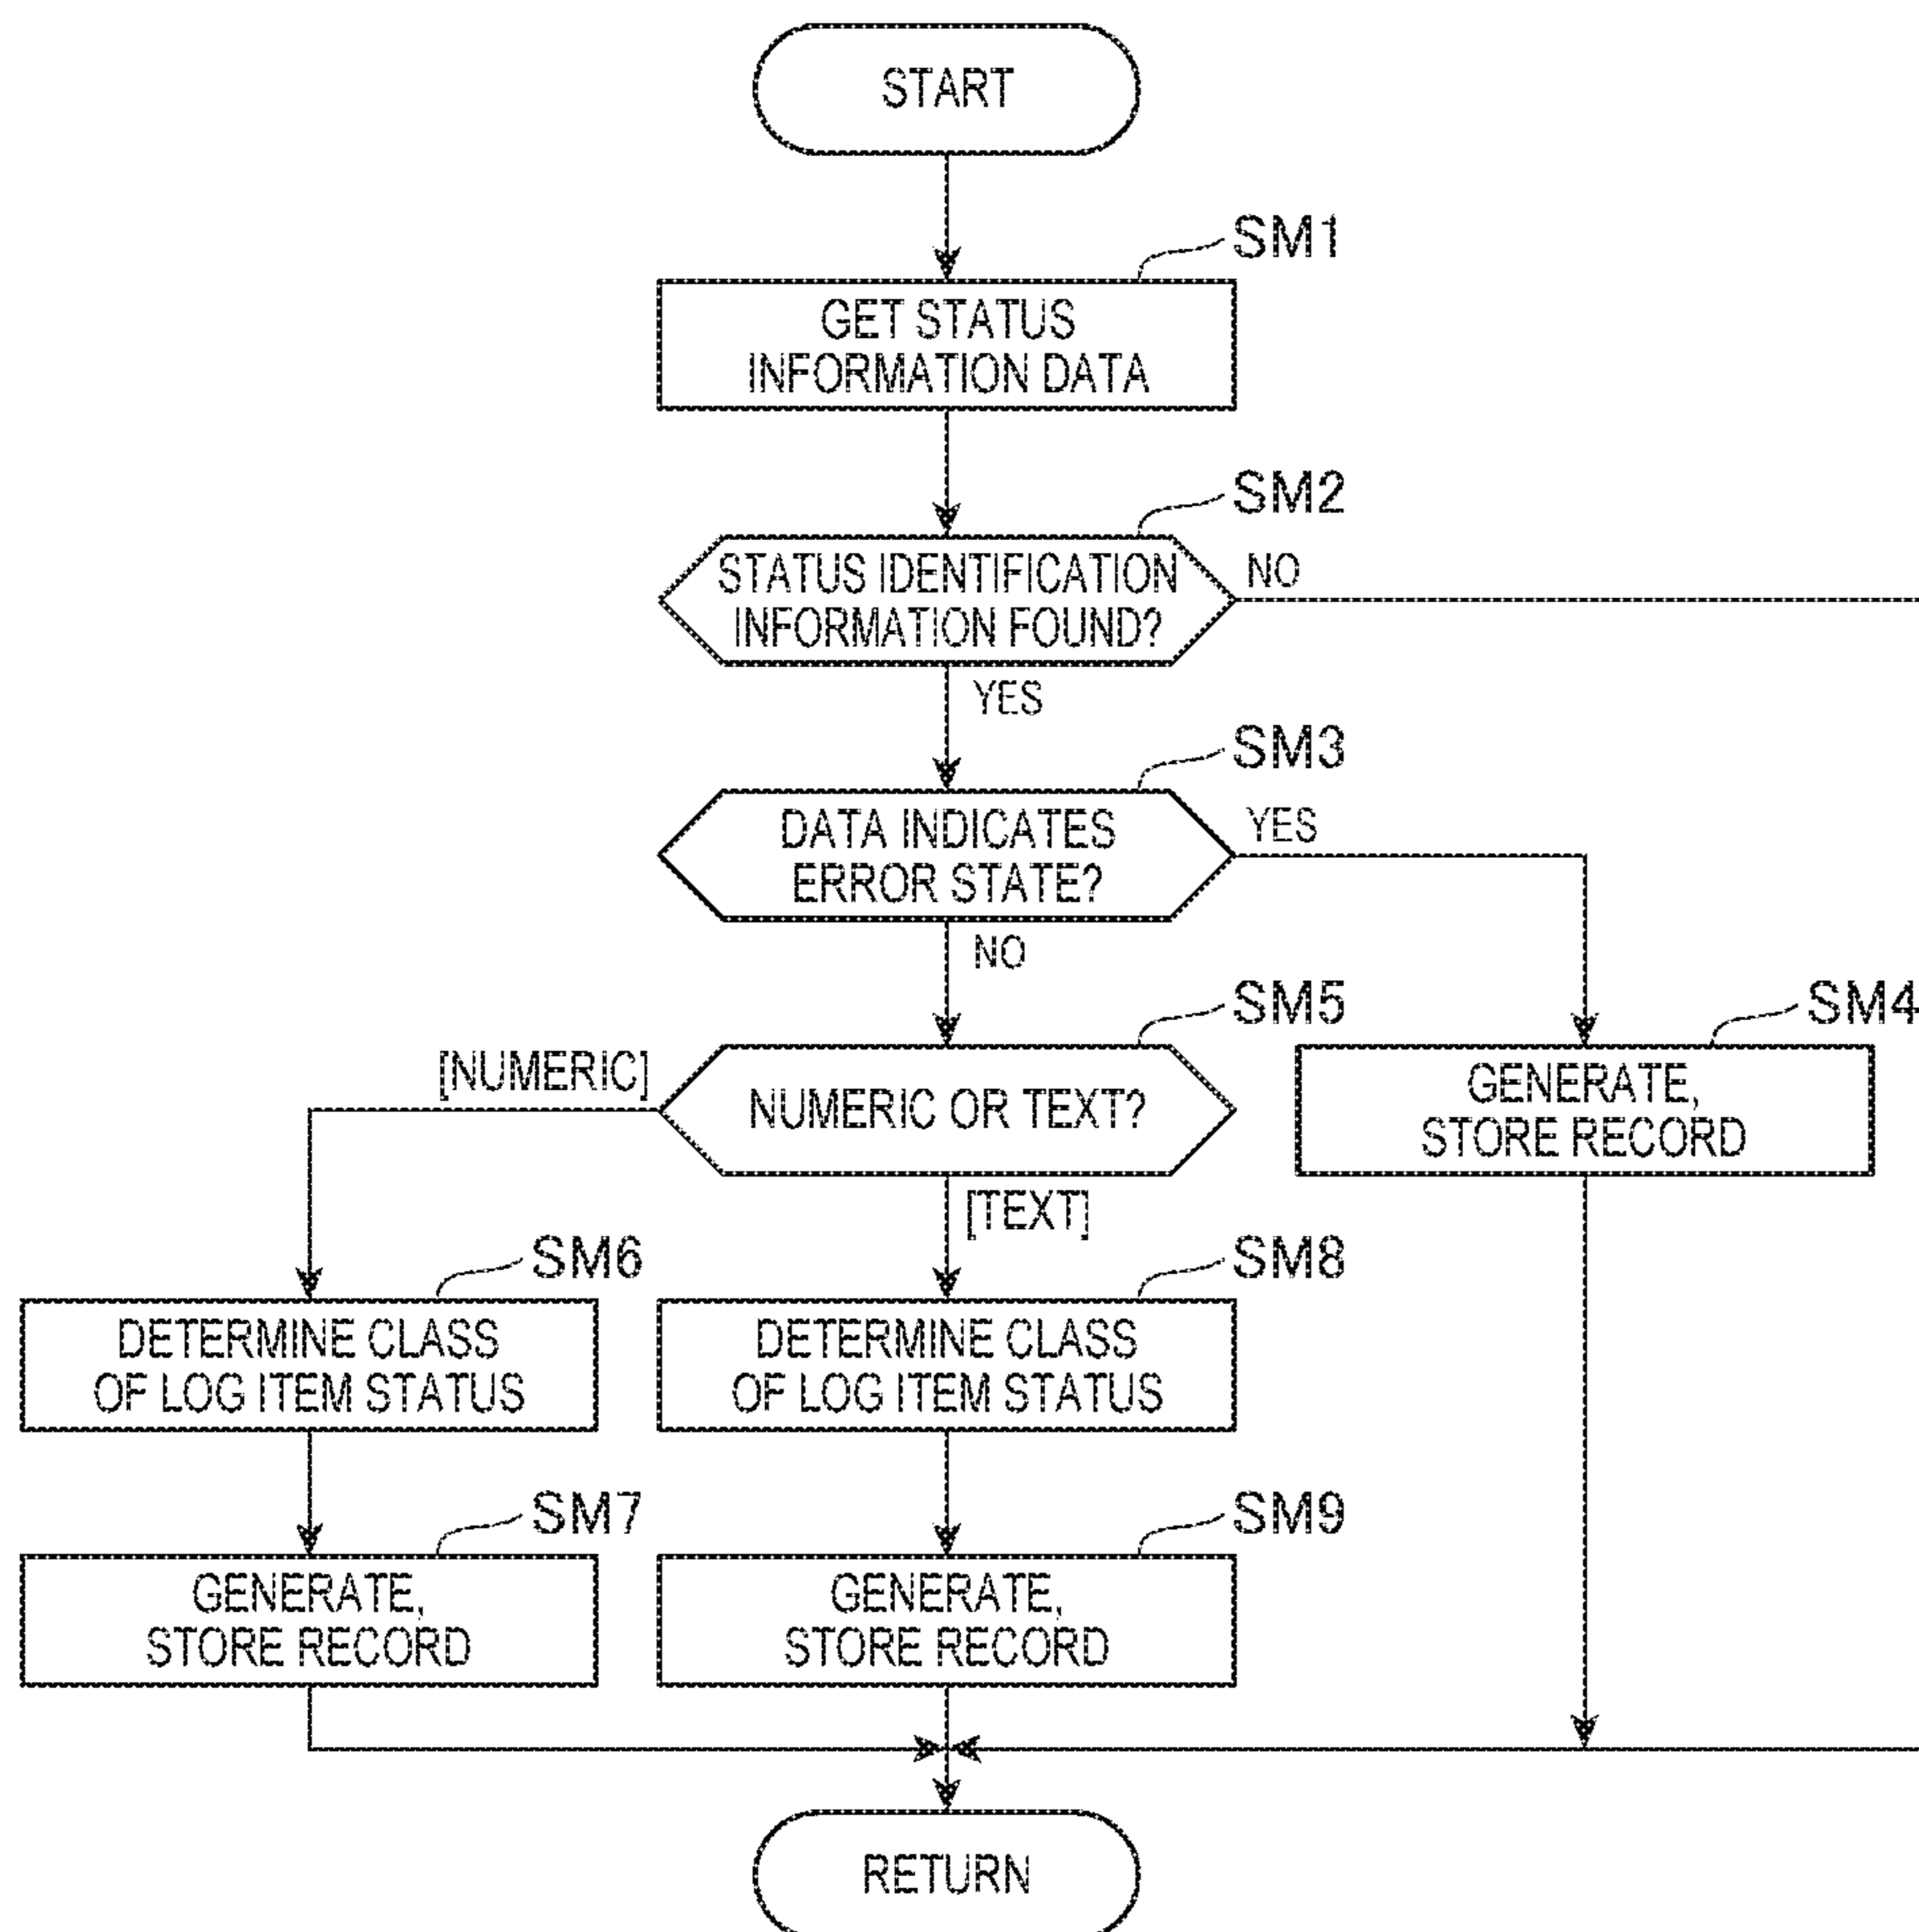 START
SM1
GET STATUS
INFORMATION DATA
SM2
STATUS IDENTIFICATION
INFORMATION FOUND?
NO
YES
SM3
DATA INDICATES
ERROR STATE?
YES
NO
SM5
SM4
[NUMERIC]
NUMERIC OR TEXT?
GENERATE,
STORE RECORD
[TEXT]
SM6
DETERMINE CLASS
OF LOG ITEM STATUS
SM8
DETERMINE CLASS
OF LOG ITEM STATUS
SM7
GENERATE,
STORE RECORD
SM9
GENERATE,
STORE RECORD
RETURN